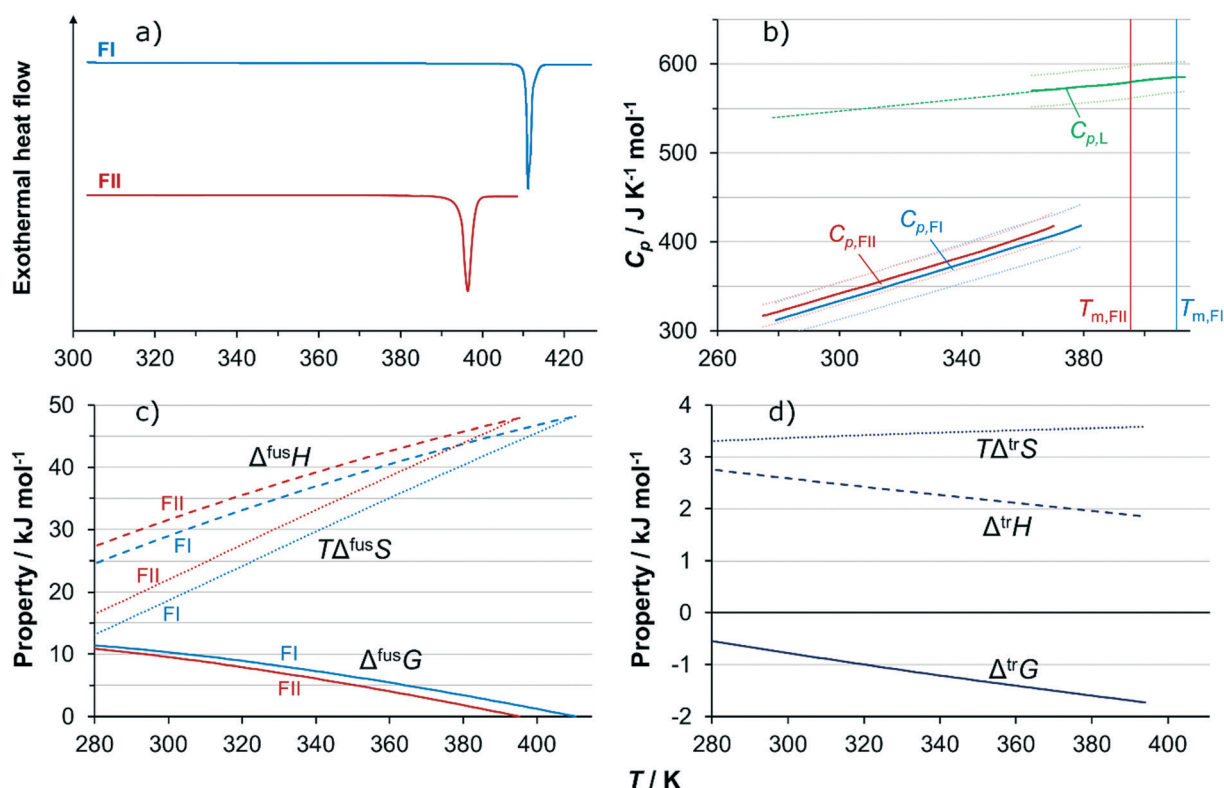 a)
FI
FII
Exothermal heat flow
300 320 340 360 380 400 420
b)
600
500
400
300
C_p / J K⁻¹ mol⁻¹
C_p,L
C_p,FII
C_p,FI
T_m,FII
T_m,FI
260 300 340 380
c)
50
40
30
20
10
0
Property / kJ mol⁻¹
Δ^fus H
FII
FI
TΔ^fus S
FII
FI
FI
Δ^fus G
FII
280 300 320 340 360 380 400
d)
4
3
2
1
0
-1
-2
Property / kJ mol⁻¹
TΔ^tr S
Δ^tr H
Δ^tr G
280 300 320 340 360 380 400
T / K